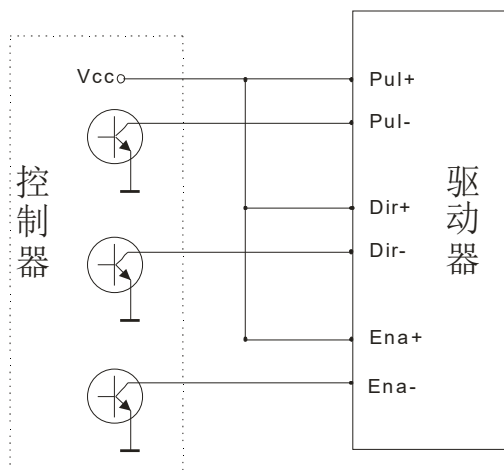 Vcc
Pul+
Pul-
控制器
驱动器
Dir+
Dir-
Ena+
Ena-